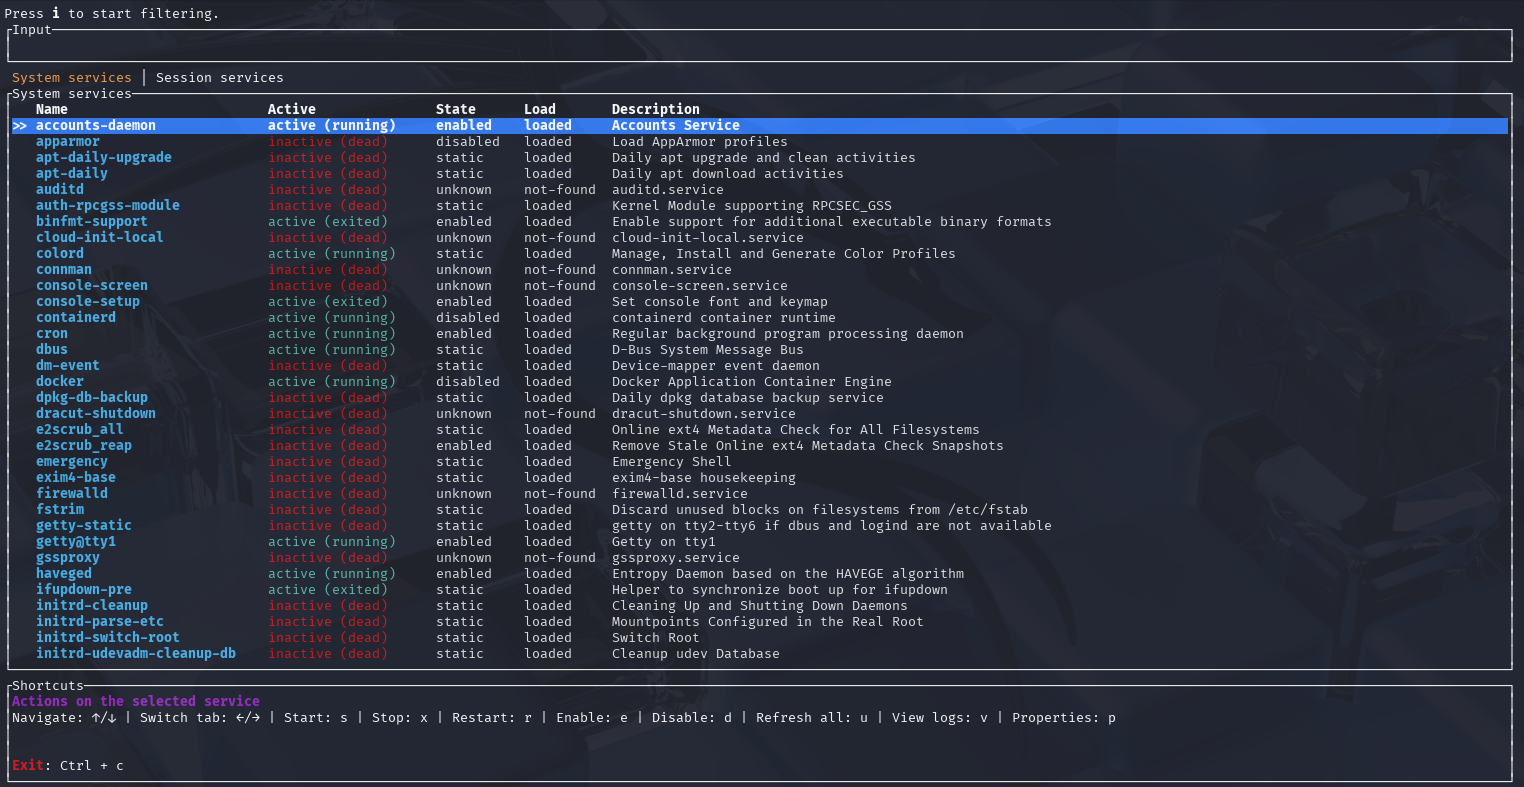 Press i to start filtering.
Input
System services │ Session services
System services
Name Active State Load Description
>> accounts-daemon active (running) enabled loaded Accounts Service
apparmor inactive (dead) disabled loaded Load AppArmor profiles
apt-daily-upgrade inactive (dead) static loaded Daily apt upgrade and clean activities
apt-daily inactive (dead) static loaded Daily apt download activities
auditd inactive (dead) unknown not-found auditd.service
auth-rpcgss-module inactive (dead) static loaded Kernel Module supporting RPCSEC_GSS
binfmt-support active (exited) enabled loaded Enable support for additional executable binary formats
cloud-init-local inactive (dead) unknown not-found cloud-init-local.service
colord active (running) static loaded Manage, Install and Generate Color Profiles
connman inactive (dead) unknown not-found connman.service
console-screen inactive (dead) unknown not-found console-screen.service
console-setup active (exited) enabled loaded Set console font and keymap
containerd active (running) disabled loaded containerd container runtime
cron active (running) enabled loaded Regular background program processing daemon
dbus active (running) static loaded D-Bus System Message Bus
dm-event inactive (dead) static loaded Device-mapper event daemon
docker active (running) disabled loaded Docker Application Container Engine
dpkg-db-backup inactive (dead) static loaded Daily dpkg database backup service
dracut-shutdown inactive (dead) unknown not-found dracut-shutdown.service
e2scrub_all inactive (dead) static loaded Online ext4 Metadata Check for All Filesystems
e2scrub_reap inactive (dead) enabled loaded Remove Stale Online ext4 Metadata Check Snapshots
emergency inactive (dead) static loaded Emergency Shell
exim4-base inactive (dead) static loaded exim4-base housekeeping
firewalld inactive (dead) unknown not-found firewalld.service
fstrim inactive (dead) static loaded Discard unused blocks on filesystems from /etc/fstab
getty-static inactive (dead) static loaded getty on tty2-tty6 if dbus and logind are not available
getty@tty1 active (running) enabled loaded Getty on tty1
gssproxy inactive (dead) unknown not-found gssproxy.service
haveged active (running) enabled loaded Entropy Daemon based on the HAVEGE algorithm
ifupdown-pre active (exited) static loaded Helper to synchronize boot up for ifupdown
initrd-cleanup inactive (dead) static loaded Cleaning Up and Shutting Down Daemons
initrd-parse-etc inactive (dead) static loaded Mountpoints Configured in the Real Root
initrd-switch-root inactive (dead) static loaded Switch Root
initrd-udevadm-cleanup-db inactive (dead) static loaded Cleanup udev Database
Shortcuts
Actions on the selected service
Navigate: ↑/↓ | Switch tab: ←/→ | Start: s | Stop: x | Restart: r | Enable: e | Disable: d | Refresh all: u | View logs: v | Properties: p
Exit: Ctrl + c